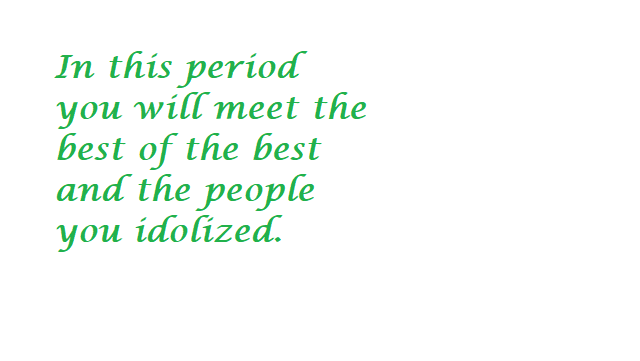 In this period
you will meet the
best of the best
and the people
you idolized.